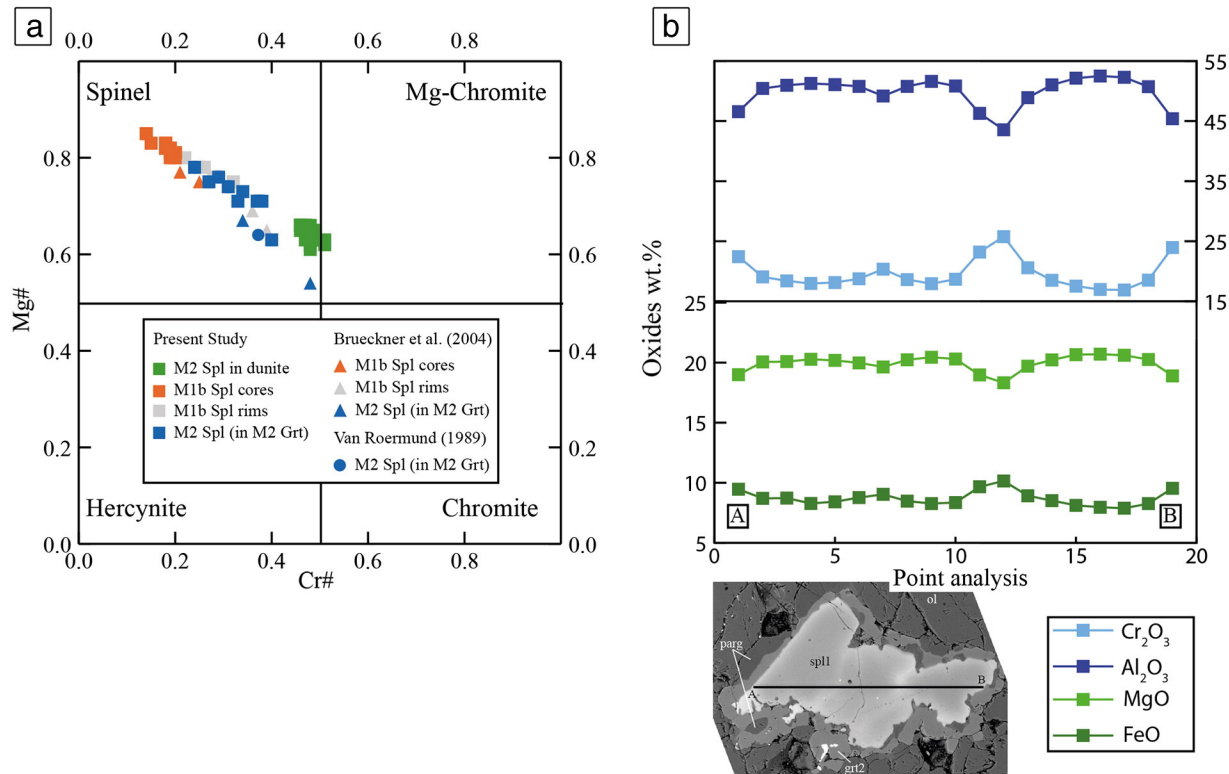 a
0.0 0.2 0.4 0.6 0.8
Spinel Mg-Chromite
0.8 0.8
0.6 0.6
Mg#
Present Study
M2 Spl in dunite
M1b Spl cores
M1b Spl rims
M2 Spl (in M2 Grt)
Brueckner et al. (2004)
M1b Spl cores
M1b Spl rims
M2 Spl (in M2 Grt)
Van Roermund (1989)
M2 Spl (in M2 Grt)
0.4 0.4
0.2 0.2
Hercynite Chromite
0.0 0.0
0.0 0.2 0.4 0.6 0.8
Cr#
b
55
45
35
25
15
Oxides wt.%
25
20
15
10
5
A B
0 5 10 15 20
Point analysis
ol
parg
spl1
A
B
grt2
Cr₂O₃
Al₂O₃
MgO
FeO